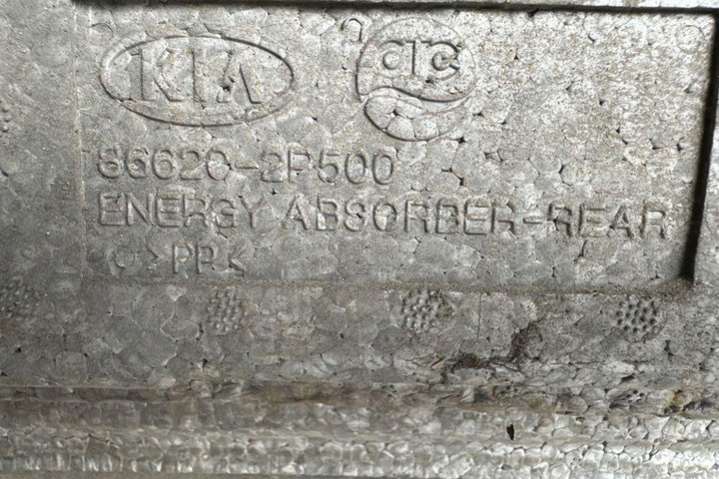 KIA
86620-2P500
ENERGY ABSORBER-REAR
>PP<